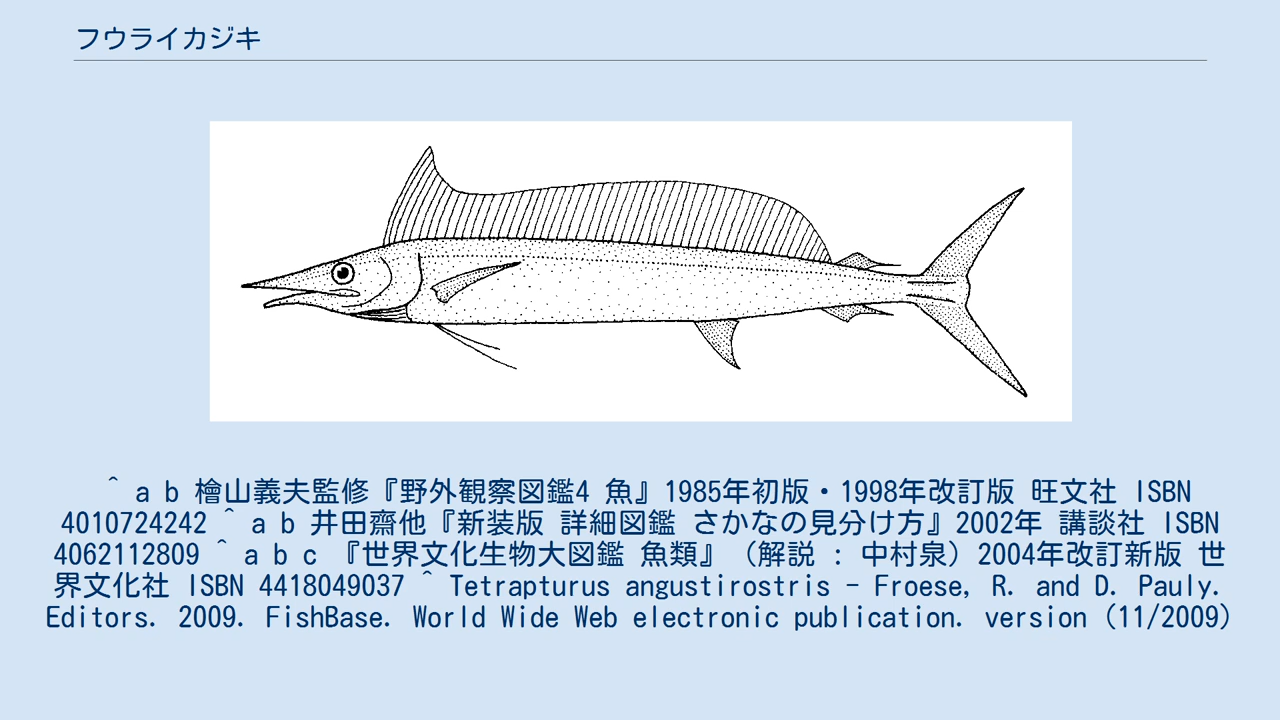 フウライカジキ
^ a b 檜山義夫監修『野外観察図鑑4 魚』1985年初版・1998年改訂版 旺文社 ISBN
4010724242 ^ a b 井田齋他『新装版 詳細図鑑 さかなの見分け方』2002年 講談社 ISBN
4062112809 ^ a b c 『世界文化生物大図鑑 魚類』（解説 : 中村泉）2004年改訂新版 世
界文化社 ISBN 4418049037 ^ Tetrapturus angustirostris - Froese, R. and D. Pauly.
Editors. 2009. FishBase. World Wide Web electronic publication. version (11/2009)